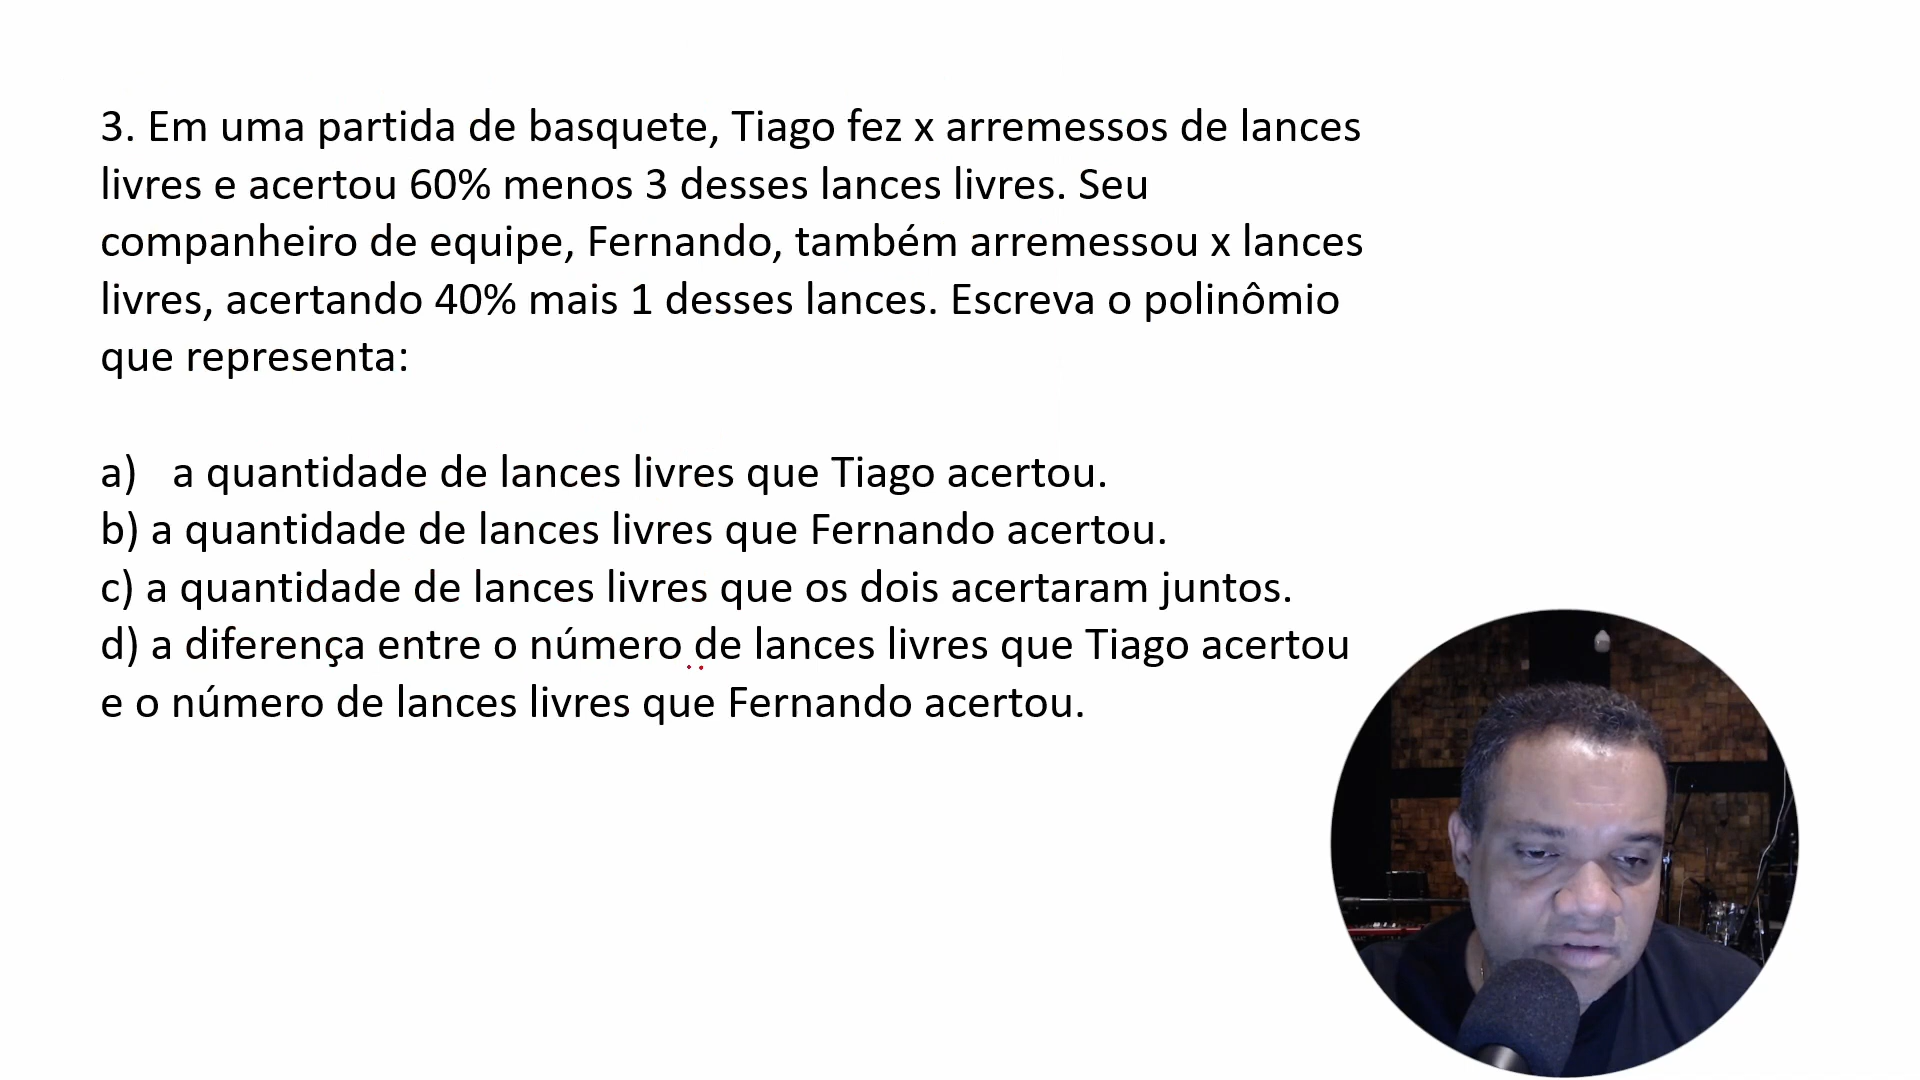 3. Em uma partida de basquete, Tiago fez x arremessos de lances
livres e acertou 60% menos 3 desses lances livres. Seu
companheiro de equipe, Fernando, também arremessou x lances
livres, acertando 40% mais 1 desses lances. Escreva o polinômio
que representa:
a) a quantidade de lances livres que Tiago acertou.
b) a quantidade de lances livres que Fernando acertou.
c) a quantidade de lances livres que os dois acertaram juntos.
d) a diferença entre o número de lances livres que Tiago acertou
e o número de lances livres que Fernando acertou.